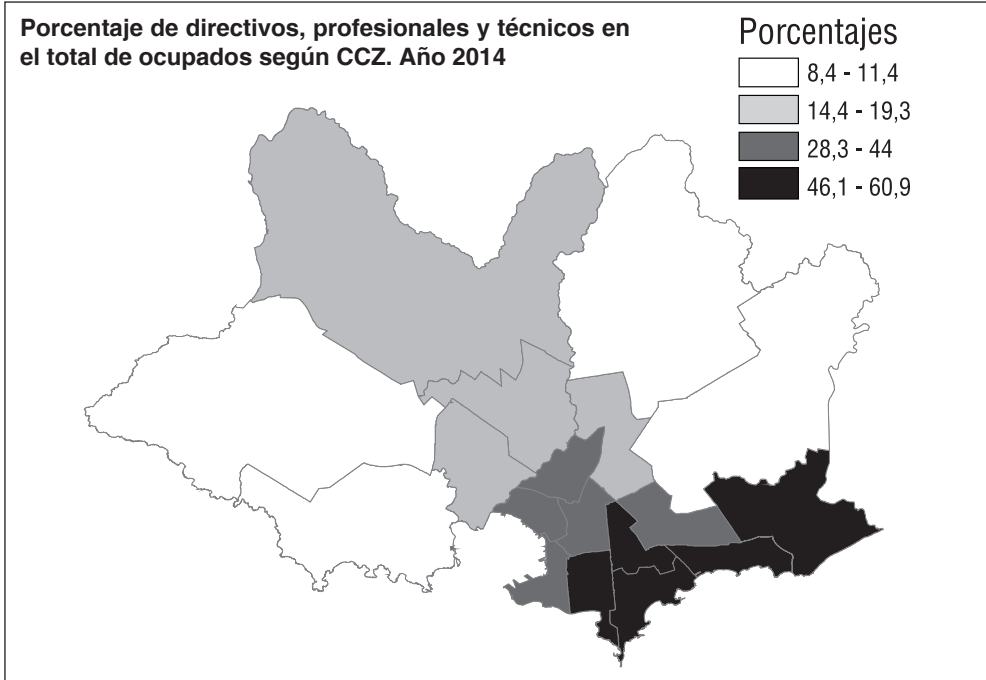 Porcentaje de directivos, profesionales y técnicos en
el total de ocupados según CCZ. Año 2014
Porcentajes
8,4 - 11,4
14,4 - 19,3
28,3 - 44
46,1 - 60,9